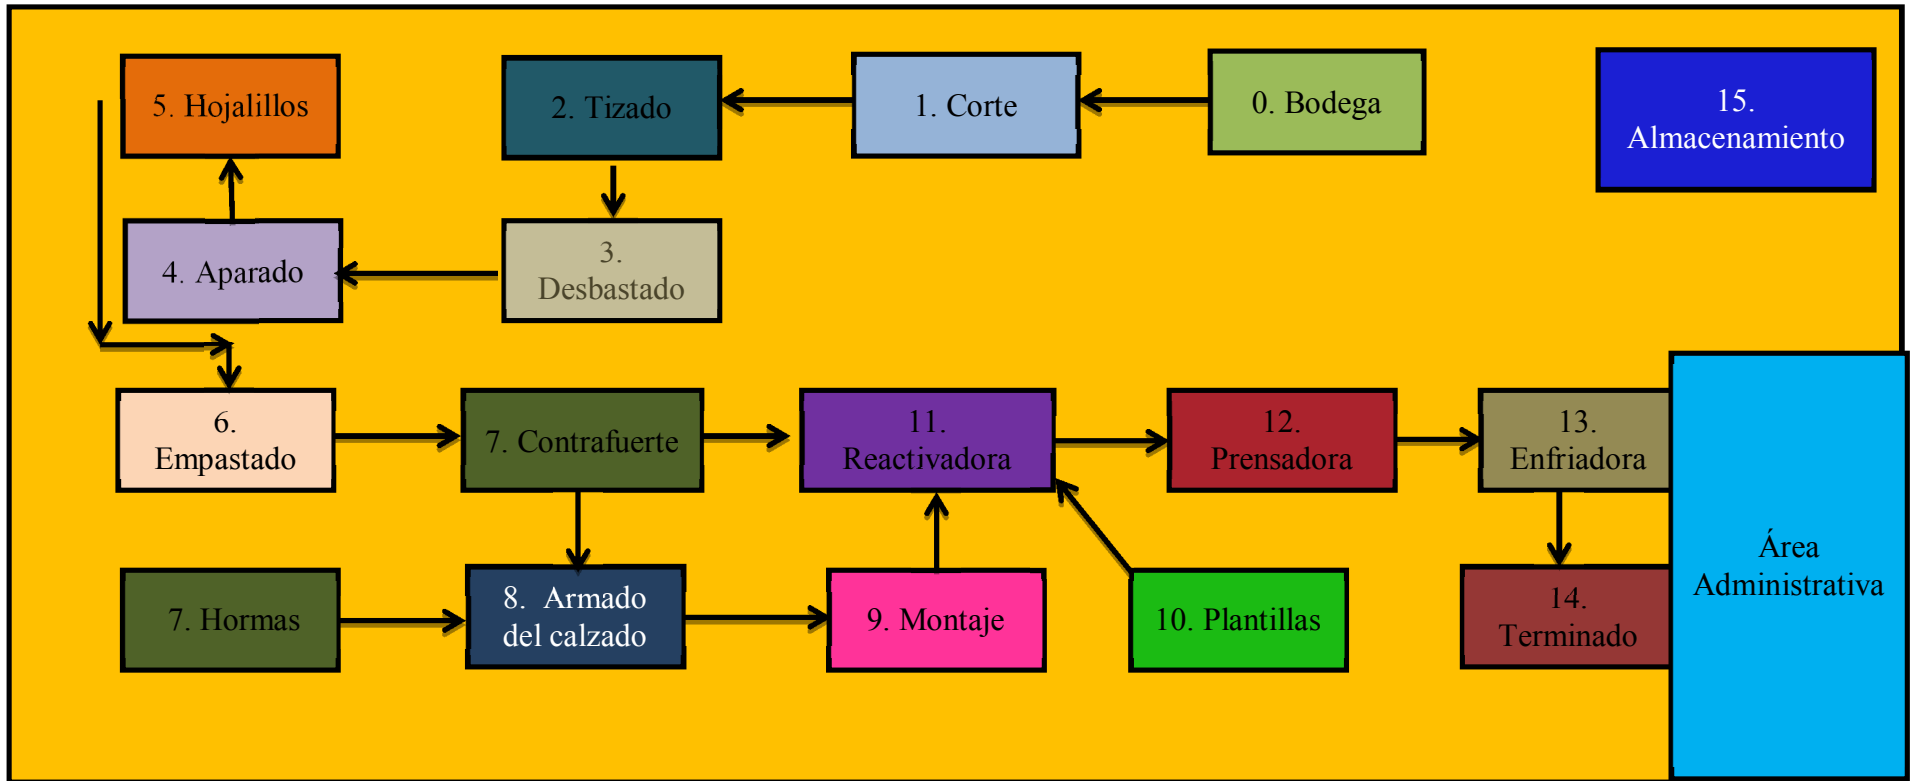 5. Hojalillos
2. Tizado
1. Corte
0. Bodega
15.
Almacenamiento
4. Aparado
3.
Desbastado
6.
Empastado
7. Contrafuerte
11.
Reactivadora
12.
Prensadora
13.
Enfriadora
Área
Administrativa
7. Hormas
8. Armado
del calzado
9. Montaje
10. Plantillas
14.
Terminado